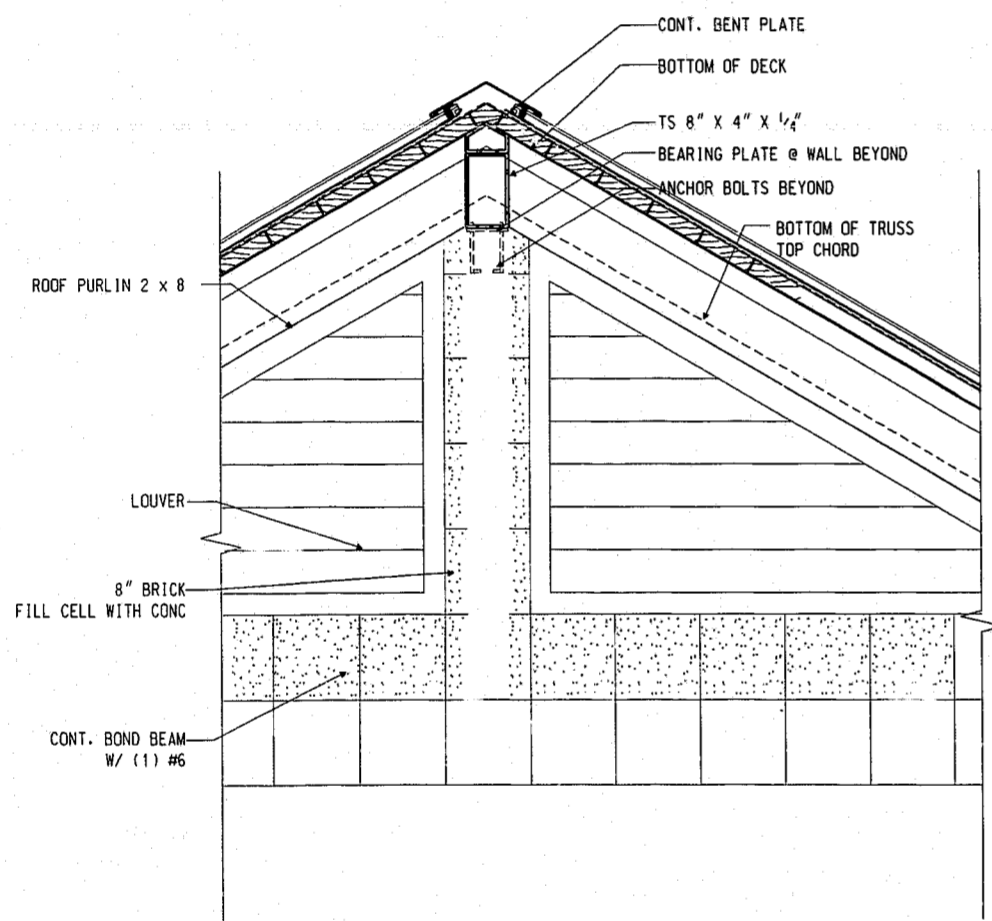 CONT. BENT PLATE
BOTTOM OF DECK
TS 8" X 4" X 1/4"
BEARING PLATE @ WALL BEYOND
ANCHOR BOLTS BEYOND
BOTTOM OF TRUSS
TOP CHORD
ROOF PURLIN 2 x 8
LOUVER
8" BRICK
FILL CELL WITH CONC
CONT. BOND BEAM
W/ (1) #6